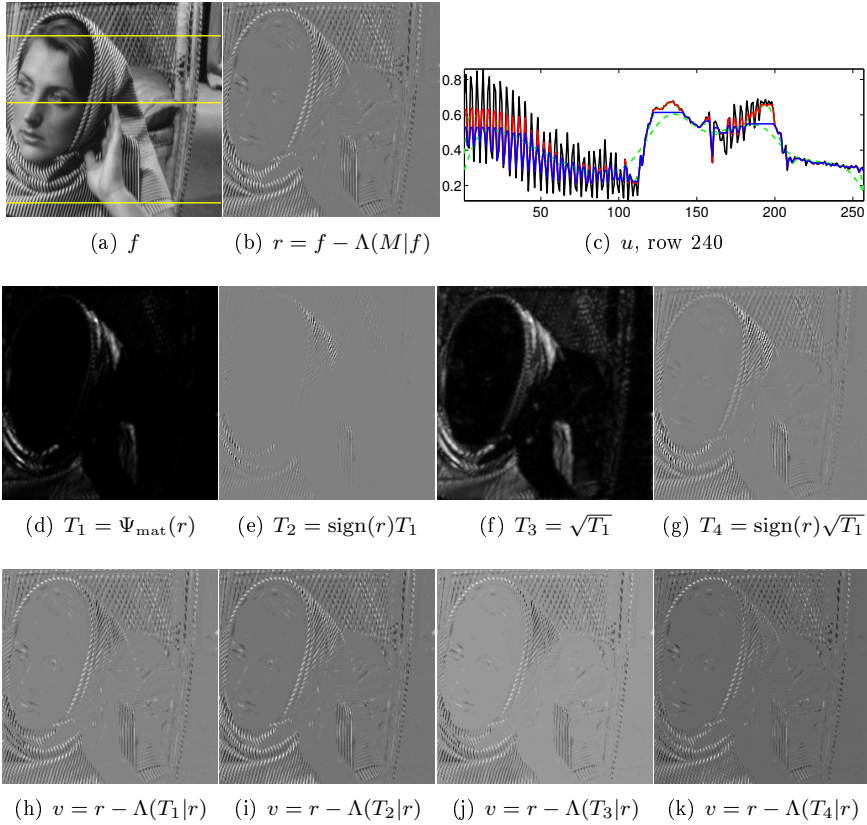 0.8
0.6
0.4
0.2
50 100 150 200 250
(a) f (b) r = f − Λ(M|f) (c) u, row 240
(d) T₁ = Ψmat(r) (e) T₂ = sign(r)T₁ (f) T₃ = √T₁ (g) T₄ = sign(r)√T₁
(h) v = r − Λ(T₁|r) (i) v = r − Λ(T₂|r) (j) v = r − Λ(T₃|r) (k) v = r − Λ(T₄|r)